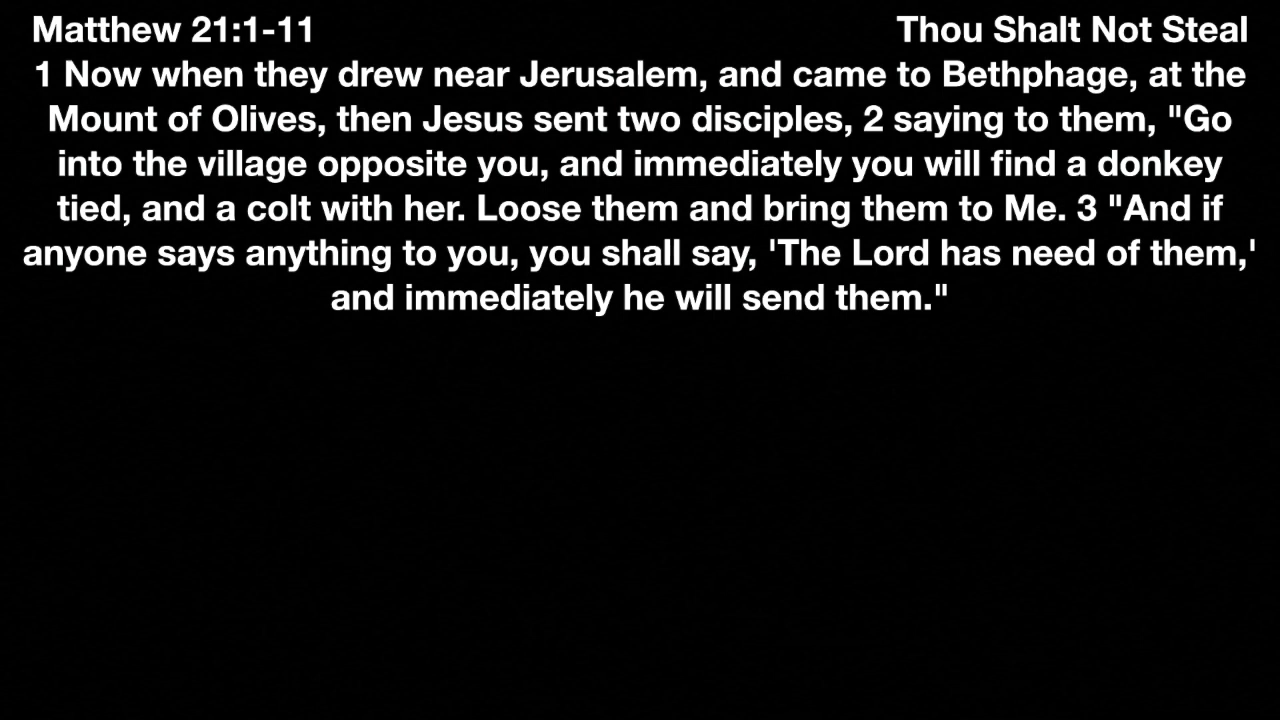 Matthew 21:1-11 Thou Shalt Not Steal
1 Now when they drew near Jerusalem, and came to Bethphage, at the
Mount of Olives, then Jesus sent two disciples, 2 saying to them, "Go
into the village opposite you, and immediately you will find a donkey
tied, and a colt with her. Loose them and bring them to Me. 3 "And if
anyone says anything to you, you shall say, 'The Lord has need of them,'
and immediately he will send them."